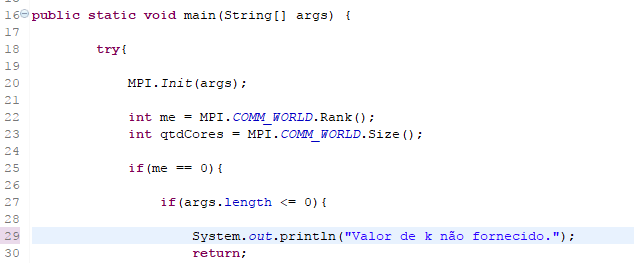 16 public static void main(String[] args) {
17
18 try{
19
20 MPI.Init(args);
21
22 int me = MPI.COMM_WORLD.Rank();
23 int qtdCores = MPI.COMM_WORLD.Size();
24
25 if(me == 0){
26
27 if(args.length <= 0){
28
29 System.out.println("Valor de k não fornecido.");
30 return;